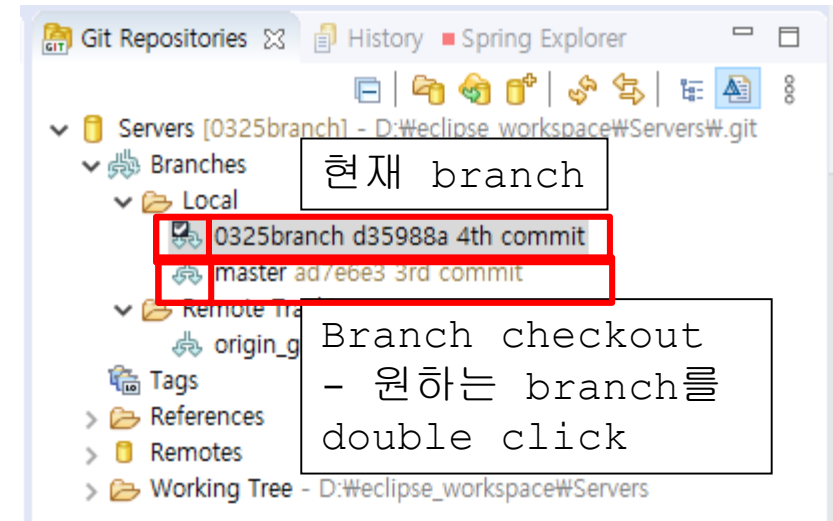 Git Repositories History Spring Explorer
Servers [0325branch] - D:₩eclipse_workspace₩Servers₩.git
Branches
현재 branch
Local
0325branch d35988a 4th commit
master ad7e6e3 3rd commit
Remote Tra
origin_g
Branch checkout
- 원하는 branch를
double click
Tags
References
Remotes
Working Tree - D:₩eclipse_workspace₩Servers